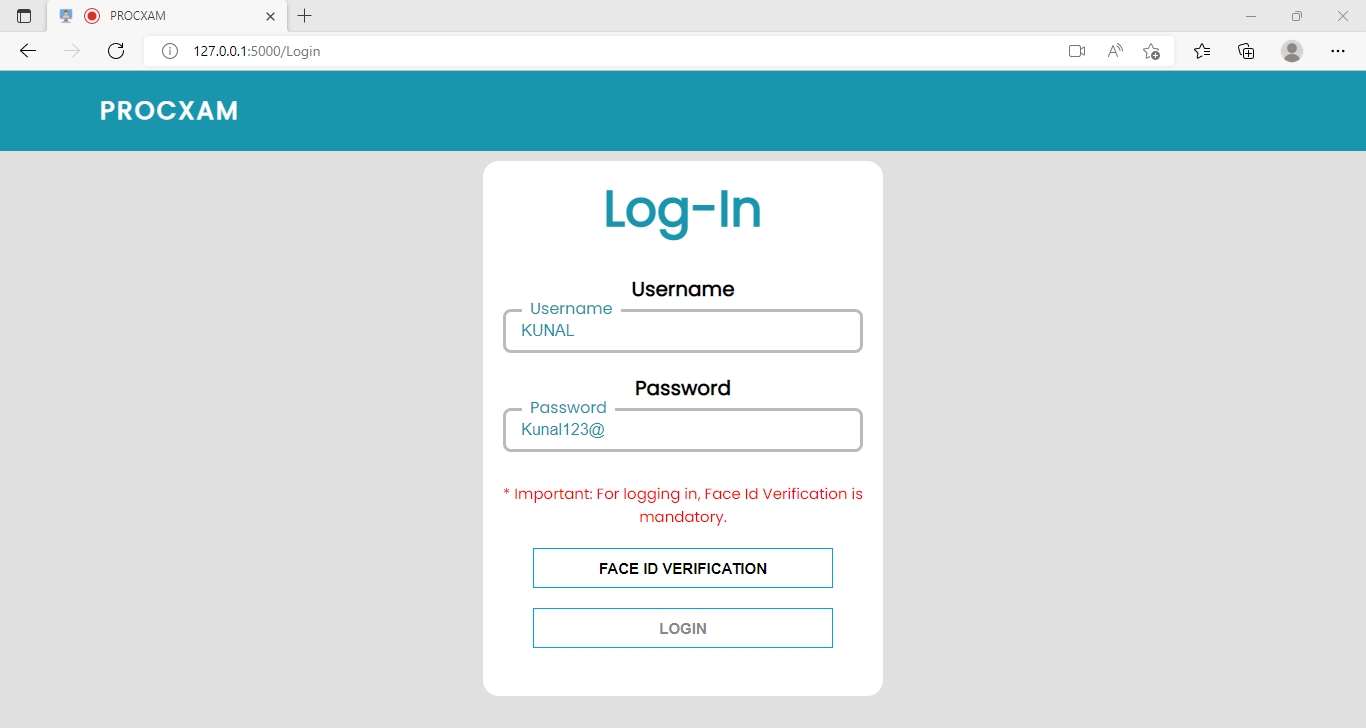 PROCXAM
127.0.0.1:5000/Login
PROCXAM
Log-In
Username
Username
KUNAL
Password
Password
Kunal123@
* Important: For logging in, Face Id Verification is
mandatory.
FACE ID VERIFICATION
LOGIN